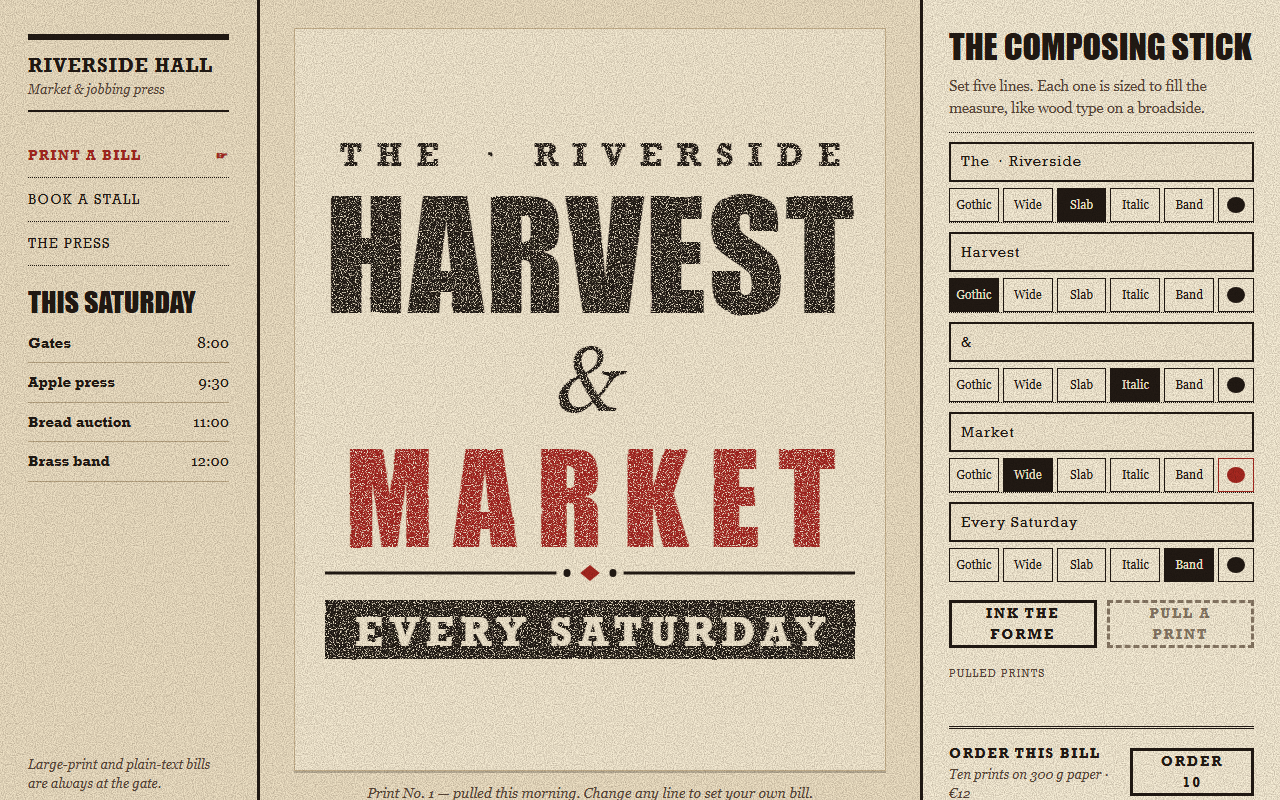 RIVERSIDE HALL
Market & jobbing press
PRINT A BILL ☞
BOOK A STALL
THE PRESS
THIS SATURDAY
Gates 8:00
Apple press 9:30
Bread auction 11:00
Brass band 12:00
Large-print and plain-text bills
are always at the gate.
THE · RIVERSIDE
HARVEST
&
MARKET
EVERY SATURDAY
Print No. 1 — pulled this morning. Change any line to set your own bill.
THE COMPOSING STICK
Set five lines. Each one is sized to fill the
measure, like wood type on a broadside.
The · Riverside
Gothic Wide Slab Italic Band
Harvest
Gothic Wide Slab Italic Band
&
Gothic Wide Slab Italic Band
Market
Gothic Wide Slab Italic Band
Every Saturday
Gothic Wide Slab Italic Band
INK THE
FORME
PULL A
PRINT
PULLED PRINTS
ORDER THIS BILL
Ten prints on 300 g paper ·
€12
ORDER
10